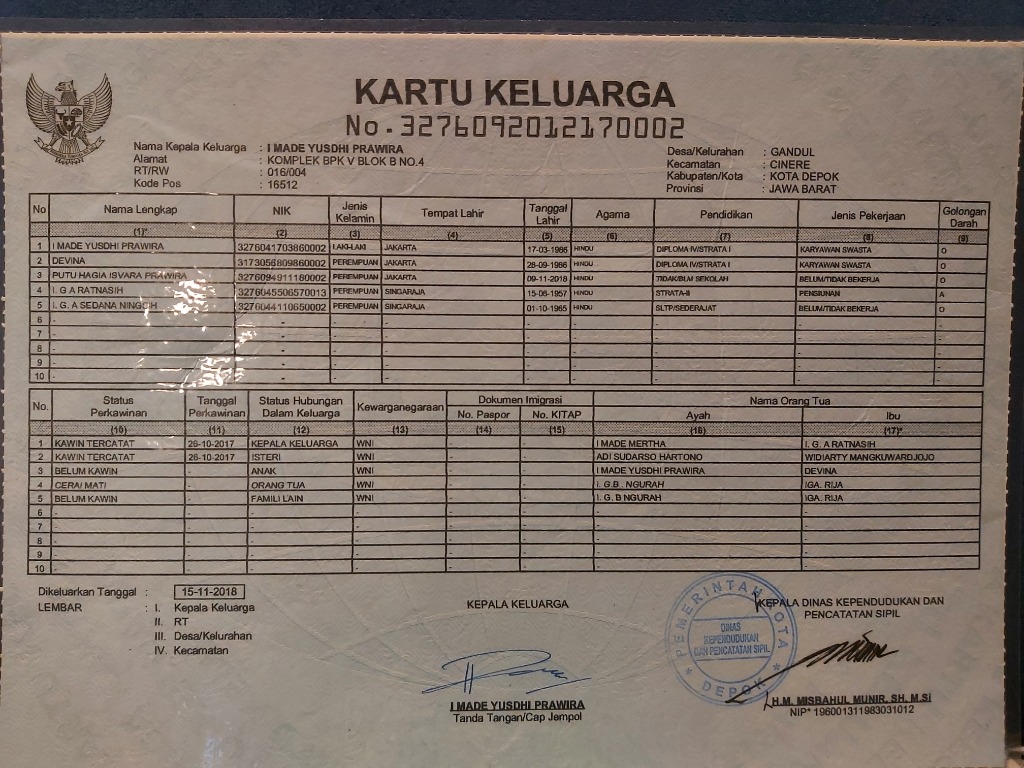 KARTU KELUARGA
No.3276092012170002
Nama Kepala Keluarga : I MADE YUSDHI PRAWIRA
Alamat : KOMPLEK BPK V BLOK B NO.4
RT/RW : 016/004
Kode Pos : 16512
Desa/Kelurahan : GANDUL
Kecamatan : CINERE
Kabupaten/Kota : KOTA DEPOK
Provinsi : JAWA BARAT
No Nama Lengkap NIK Jenis Kelamin Tempat Lahir Tanggal Lahir Agama Pendidikan Jenis Pekerjaan Golongan Darah
(1)* (2) (3) (4) (5) (6) (7) (8) (9)
1 I MADE YUSDHI PRAWIRA 3276041703860002 LAKI-LAKI JAKARTA 17-03-1986 HINDU DIPLOMA IV/STRATA I KARYAWAN SWASTA O
2 DEVINA 3173056809860002 PEREMPUAN JAKARTA 28-09-1986 HINDU DIPLOMA IV/STRATA I KARYAWAN SWASTA O
3 PUTU HAGIA ISVARA PRAWIRA 3276094911180002 PEREMPUAN JAKARTA 09-11-2018 HINDU TIDAK/BLM SEKOLAH BELUM/TIDAK BEKERJA O
4 I. G A RATNASIH 3276045506570013 PEREMPUAN SINGARAJA 15-06-1957 HINDU STRATA-II PENSIUNAN A
5 I. G. A SEDANA NINGSIH 3276044110650002 PEREMPUAN SINGARAJA 01-10-1965 HINDU SLTP/SEDERAJAT BELUM/TIDAK BEKERJA O
6 - - - - - - - - -
7 - - - - - - - - -
8 - - - - - - - - -
9 - - - - - - - - -
10 - - - - - - - - -
No. Status Perkawinan Tanggal Perkawinan Status Hubungan Dalam Keluarga Kewarganegaraan Dokumen Imigrasi Nama Orang Tua
No. Paspor No. KITAP Ayah Ibu
(10) (11) (12) (13) (14) (15) (16) (17)*
1 KAWIN TERCATAT 26-10-2017 KEPALA KELUARGA WNI - - I MADE MERTHA I. G. A RATNASIH
2 KAWIN TERCATAT 26-10-2017 ISTERI WNI - - ADI SUDARSO HARTONO WIDIARTY MANGKUWARDJOJO
3 BELUM KAWIN - ANAK WNI - - I MADE YUSDHI PRAWIRA DEVINA
4 CERAI MATI - ORANG TUA WNI - - I. G.B . NGURAH IGA. RIJA
5 BELUM KAWIN - FAMILI LAIN WNI - - I. G. B NGURAH IGA. RIJA
6 - - - - - - - -
7 - - - - - - - -
8 - - - - - - - -
9 - - - - - - - -
10 - - - - - - - -
Dikeluarkan Tanggal : 15-11-2018
LEMBAR : I. Kepala Keluarga
II. RT
III. Desa/Kelurahan
IV. Kecamatan
KEPALA KELUARGA
I MADE YUSDHI PRAWIRA
Tanda Tangan/Cap Jempol
KEPALA DINAS KEPENDUDUKAN DAN
PENCATATAN SIPIL
PEMERINTAH KOTA
DINAS
KEPENDUDUKAN
DAN PENCATATAN SIPIL
DEPOK
H.M. MISBAHUL MUNIR, SH, M.Si
NIP* 196001311983031012